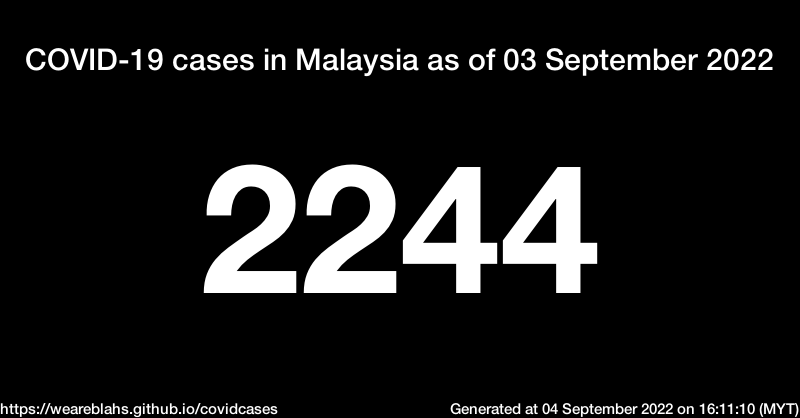 COVID-19 cases in Malaysia as of 03 September 2022
2244
https://weareblahs.github.io/covidcases
Generated at 04 September 2022 on 16:11:10 (MYT)